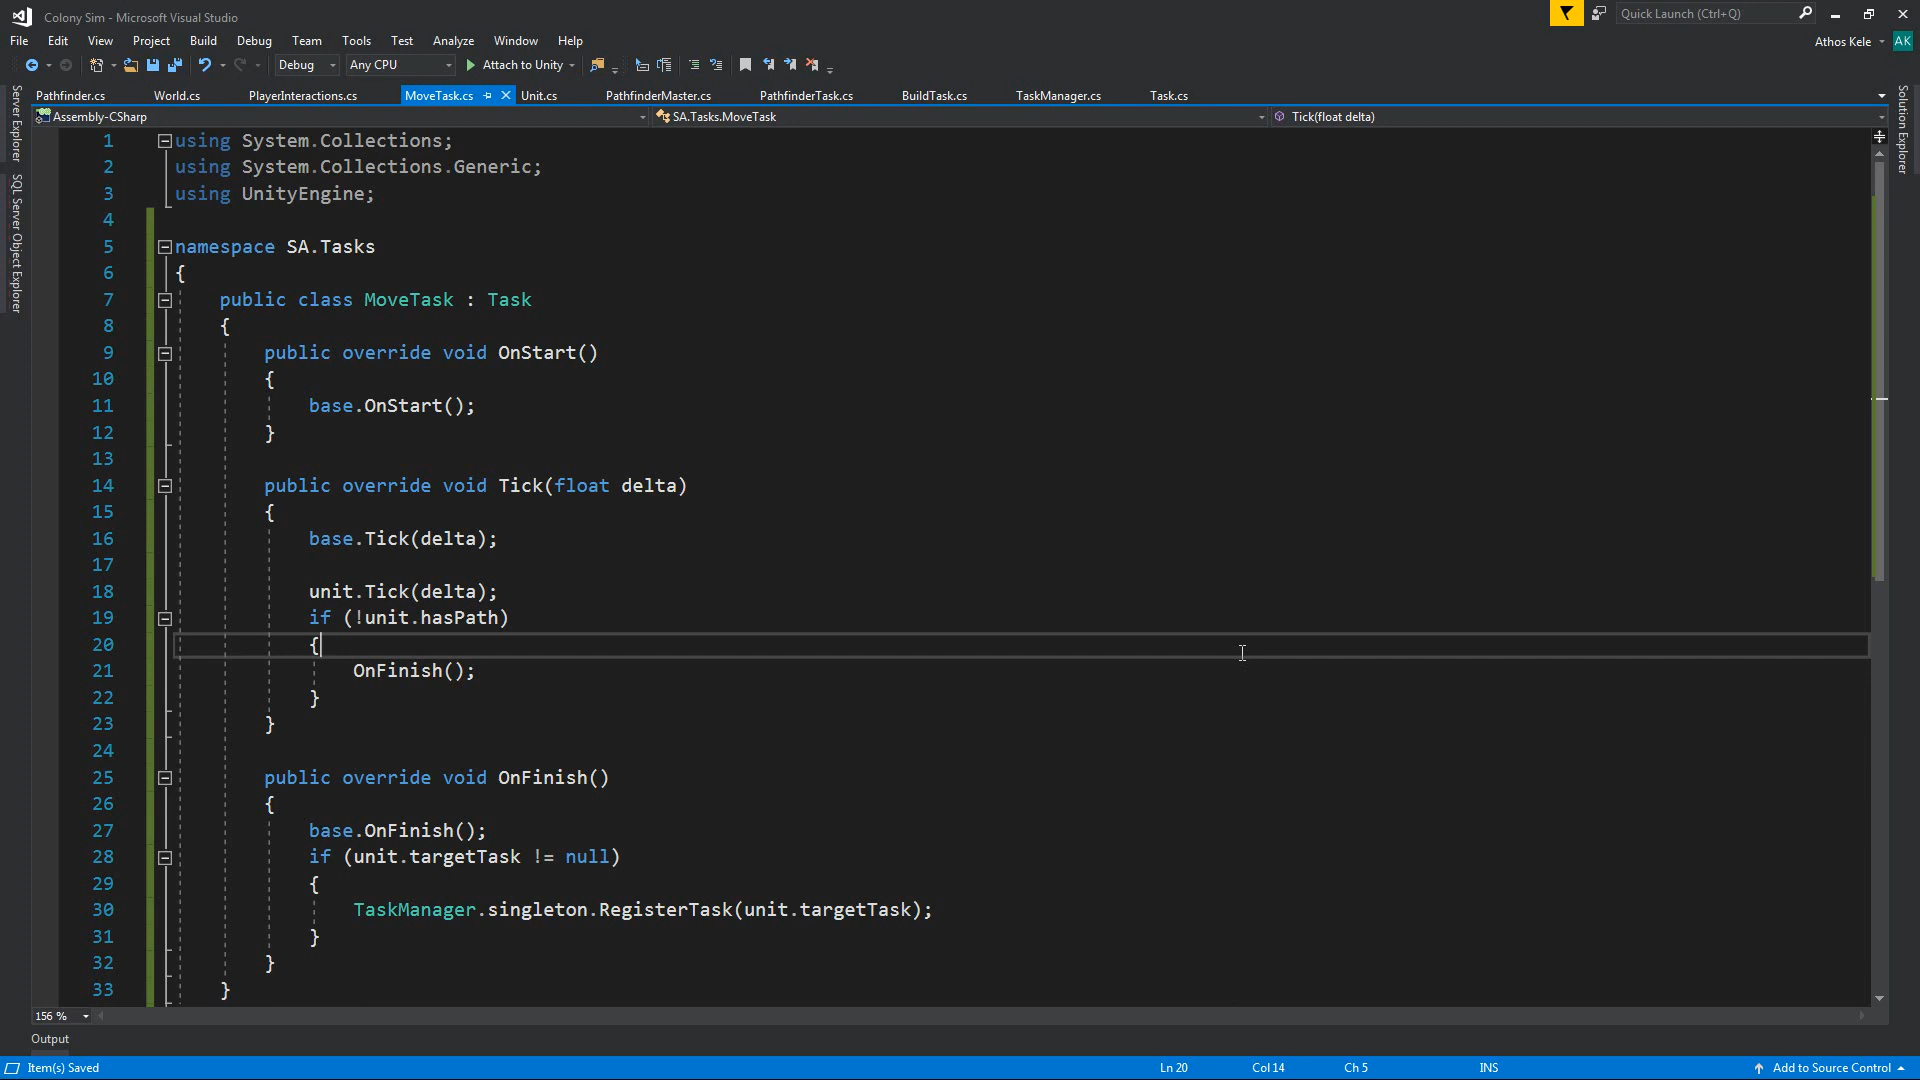 Colony Sim - Microsoft Visual Studio
Quick Launch (Ctrl+Q)
File Edit View Project Build Debug Team Tools Test Analyze Window Help
Athos Kele AK
Debug Any CPU Attach to Unity
Pathfinder.cs World.cs PlayerInteractions.cs MoveTask.cs Unit.cs PathfinderMaster.cs PathfinderTask.cs BuildTask.cs TaskManager.cs Task.cs
Assembly-CSharp SA.Tasks.MoveTask Tick(float delta)
Server Explorer
SQL Server Object Explorer
Solution Explorer
1 using System.Collections;
2 using System.Collections.Generic;
3 using UnityEngine;
4
5 namespace SA.Tasks
6 {
7 public class MoveTask : Task
8 {
9 public override void OnStart()
10 {
11 base.OnStart();
12 }
13
14 public override void Tick(float delta)
15 {
16 base.Tick(delta);
17
18 unit.Tick(delta);
19 if (!unit.hasPath)
20 {
21 OnFinish();
22 }
23 }
24
25 public override void OnFinish()
26 {
27 base.OnFinish();
28 if (unit.targetTask != null)
29 {
30 TaskManager.singleton.RegisterTask(unit.targetTask);
31 }
32 }
33 }
156 %
Output
Item(s) Saved Ln 20 Col 14 Ch 5 INS Add to Source Control